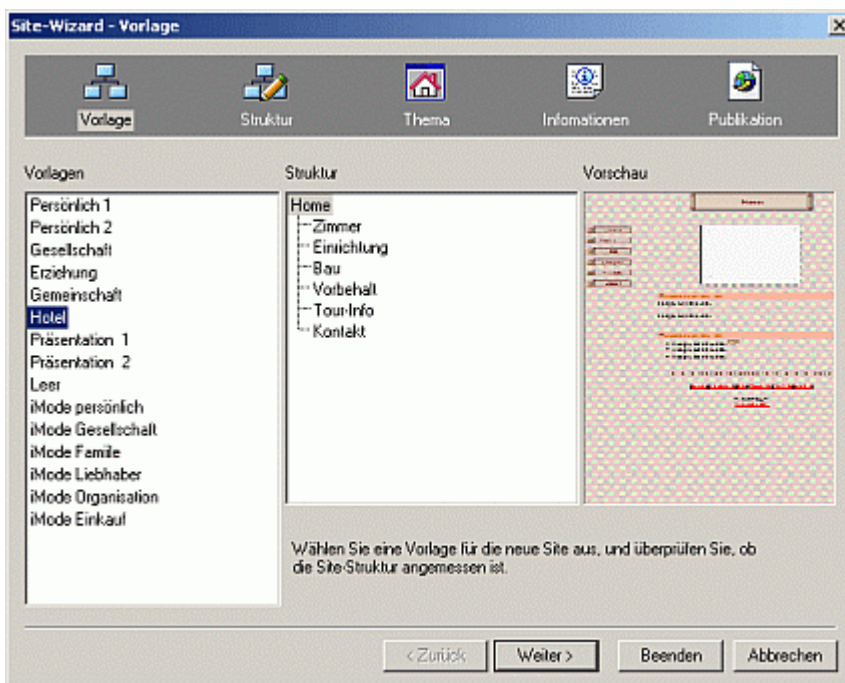 Site-Wizard - Vorlage
Vorlage
Struktur
Thema
Infomationen
Publikation
Vorlagen
Persönlich 1
Persönlich 2
Gesellschaft
Erziehung
Gemeinschaft
Hotel
Präsentation 1
Präsentation 2
Leer
iMode persönlich
iMode Gesellschaft
iMode Famile
iMode Liebhaber
iMode Organisation
iMode Einkauf
Struktur
Home
Zimmer
Einrichtung
Bau
Vorbehalt
Tour-Info
Kontakt
Vorschau
Wählen Sie eine Vorlage für die neue Site aus, und überprüfen Sie, ob
die Site-Struktur angemessen ist.
< Zurück
Weiter >
Beenden
Abbrechen